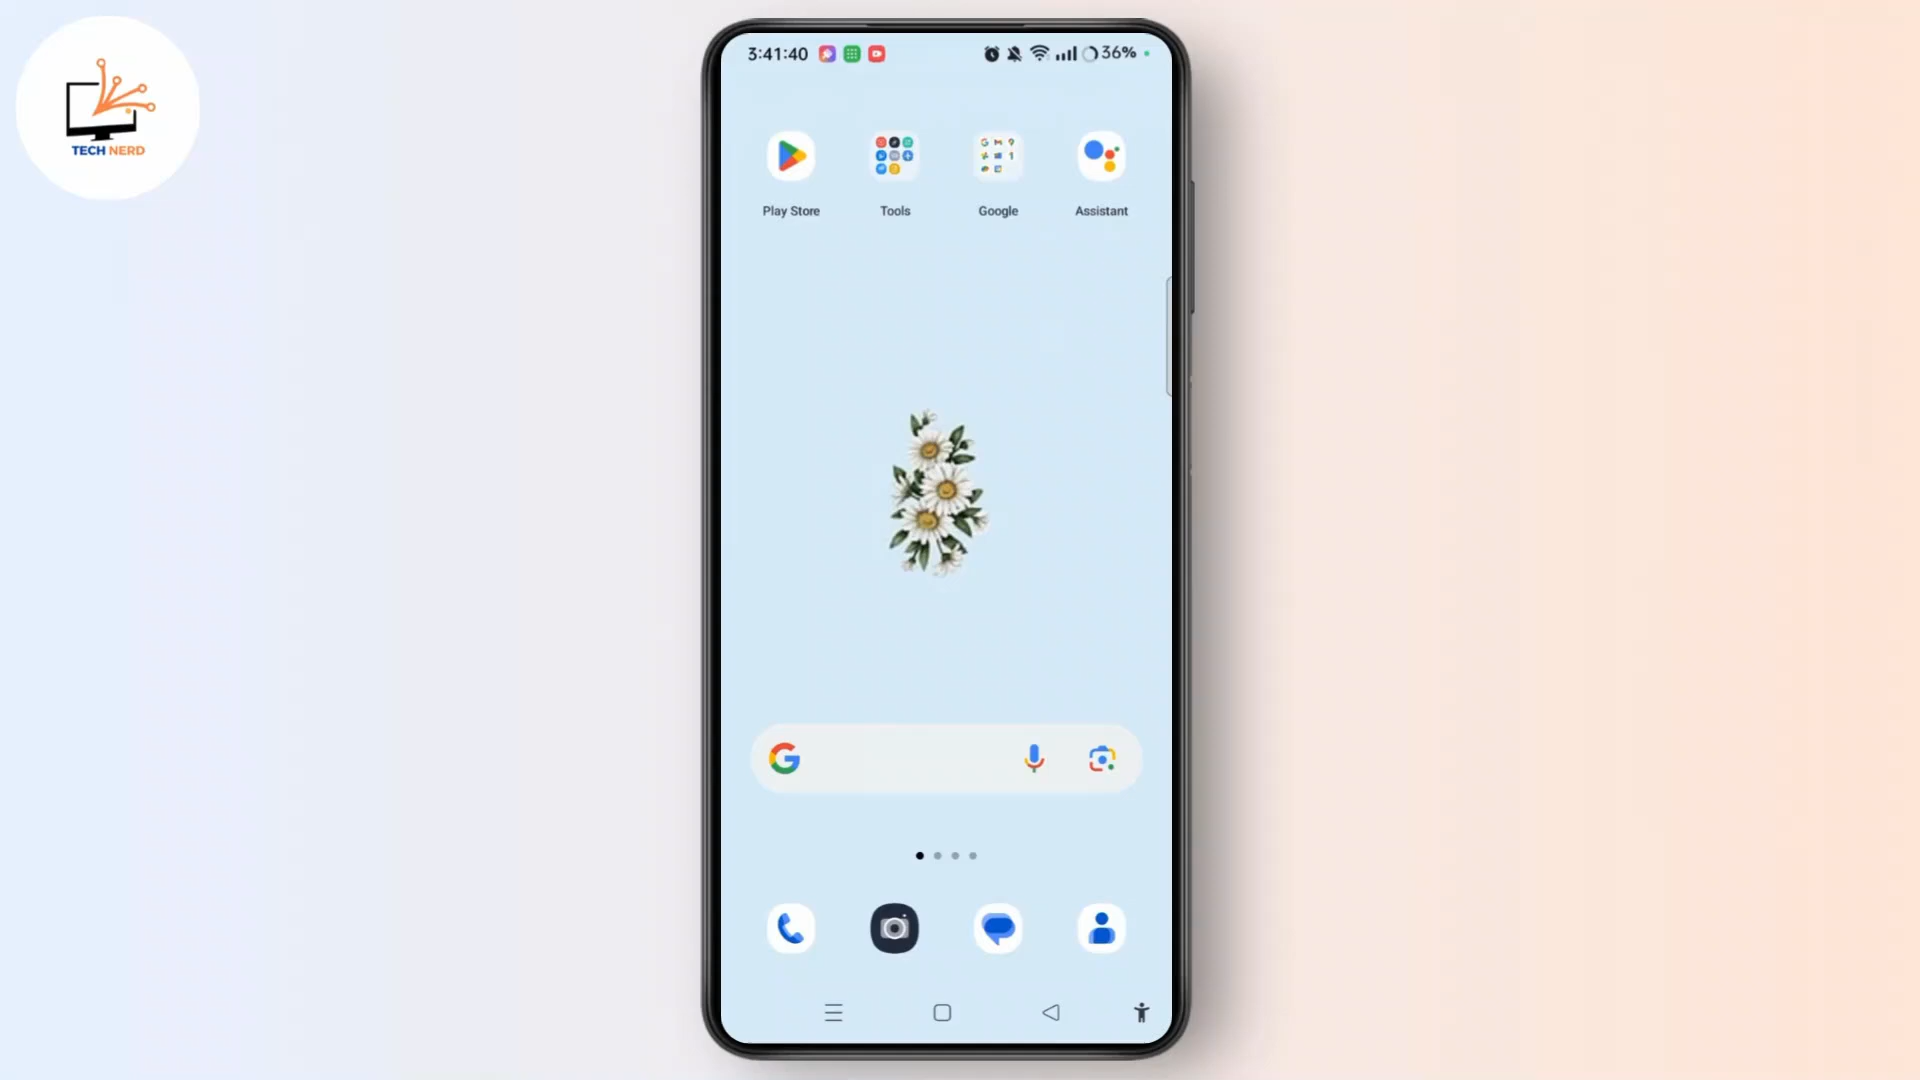 TECH NERD
3:41:40
36%
Play Store
Tools
Google
Assistant